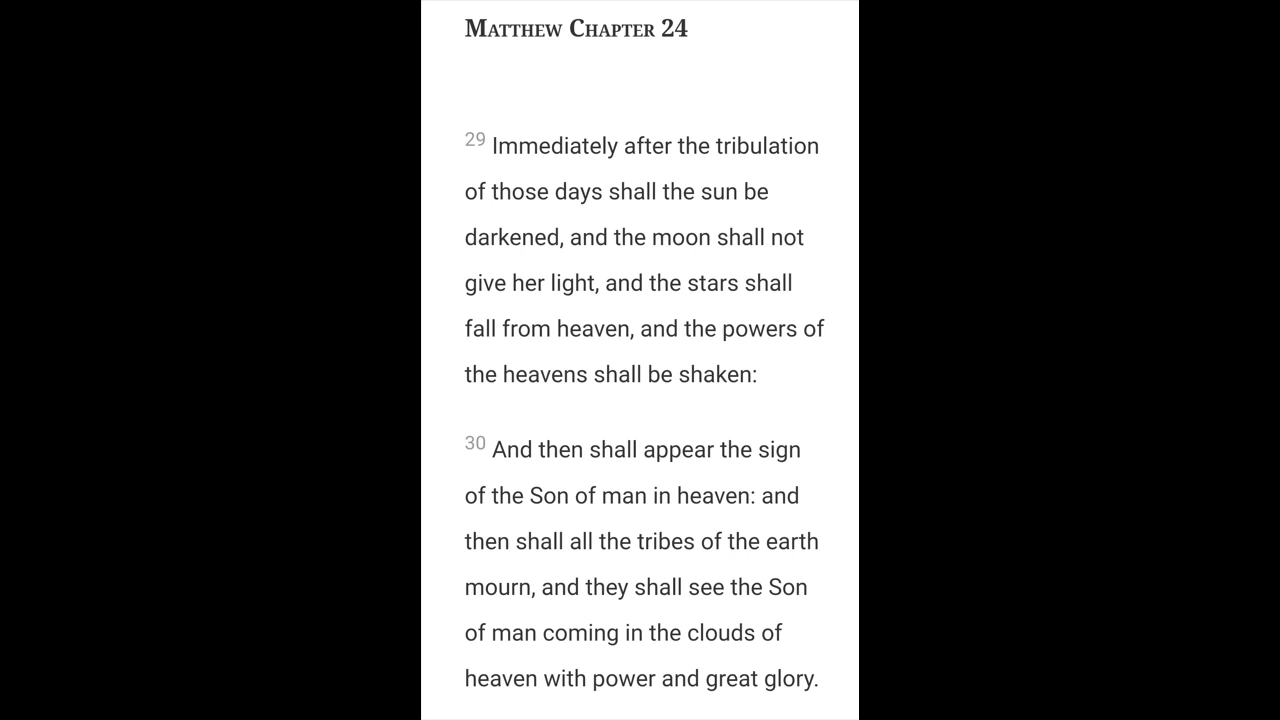 Matthew Chapter 24
29 Immediately after the tribulation
of those days shall the sun be
darkened, and the moon shall not
give her light, and the stars shall
fall from heaven, and the powers of
the heavens shall be shaken:
30 And then shall appear the sign
of the Son of man in heaven: and
then shall all the tribes of the earth
mourn, and they shall see the Son
of man coming in the clouds of
heaven with power and great glory.